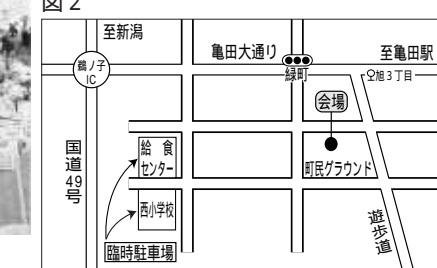 図2
至新潟
亀田大通り
至亀田駅
鵜ノ子
IC
緑町
旭3丁目
会場
国道49号
給食
センター
町民グラウンド
西小学校
遊歩道
臨時駐車場